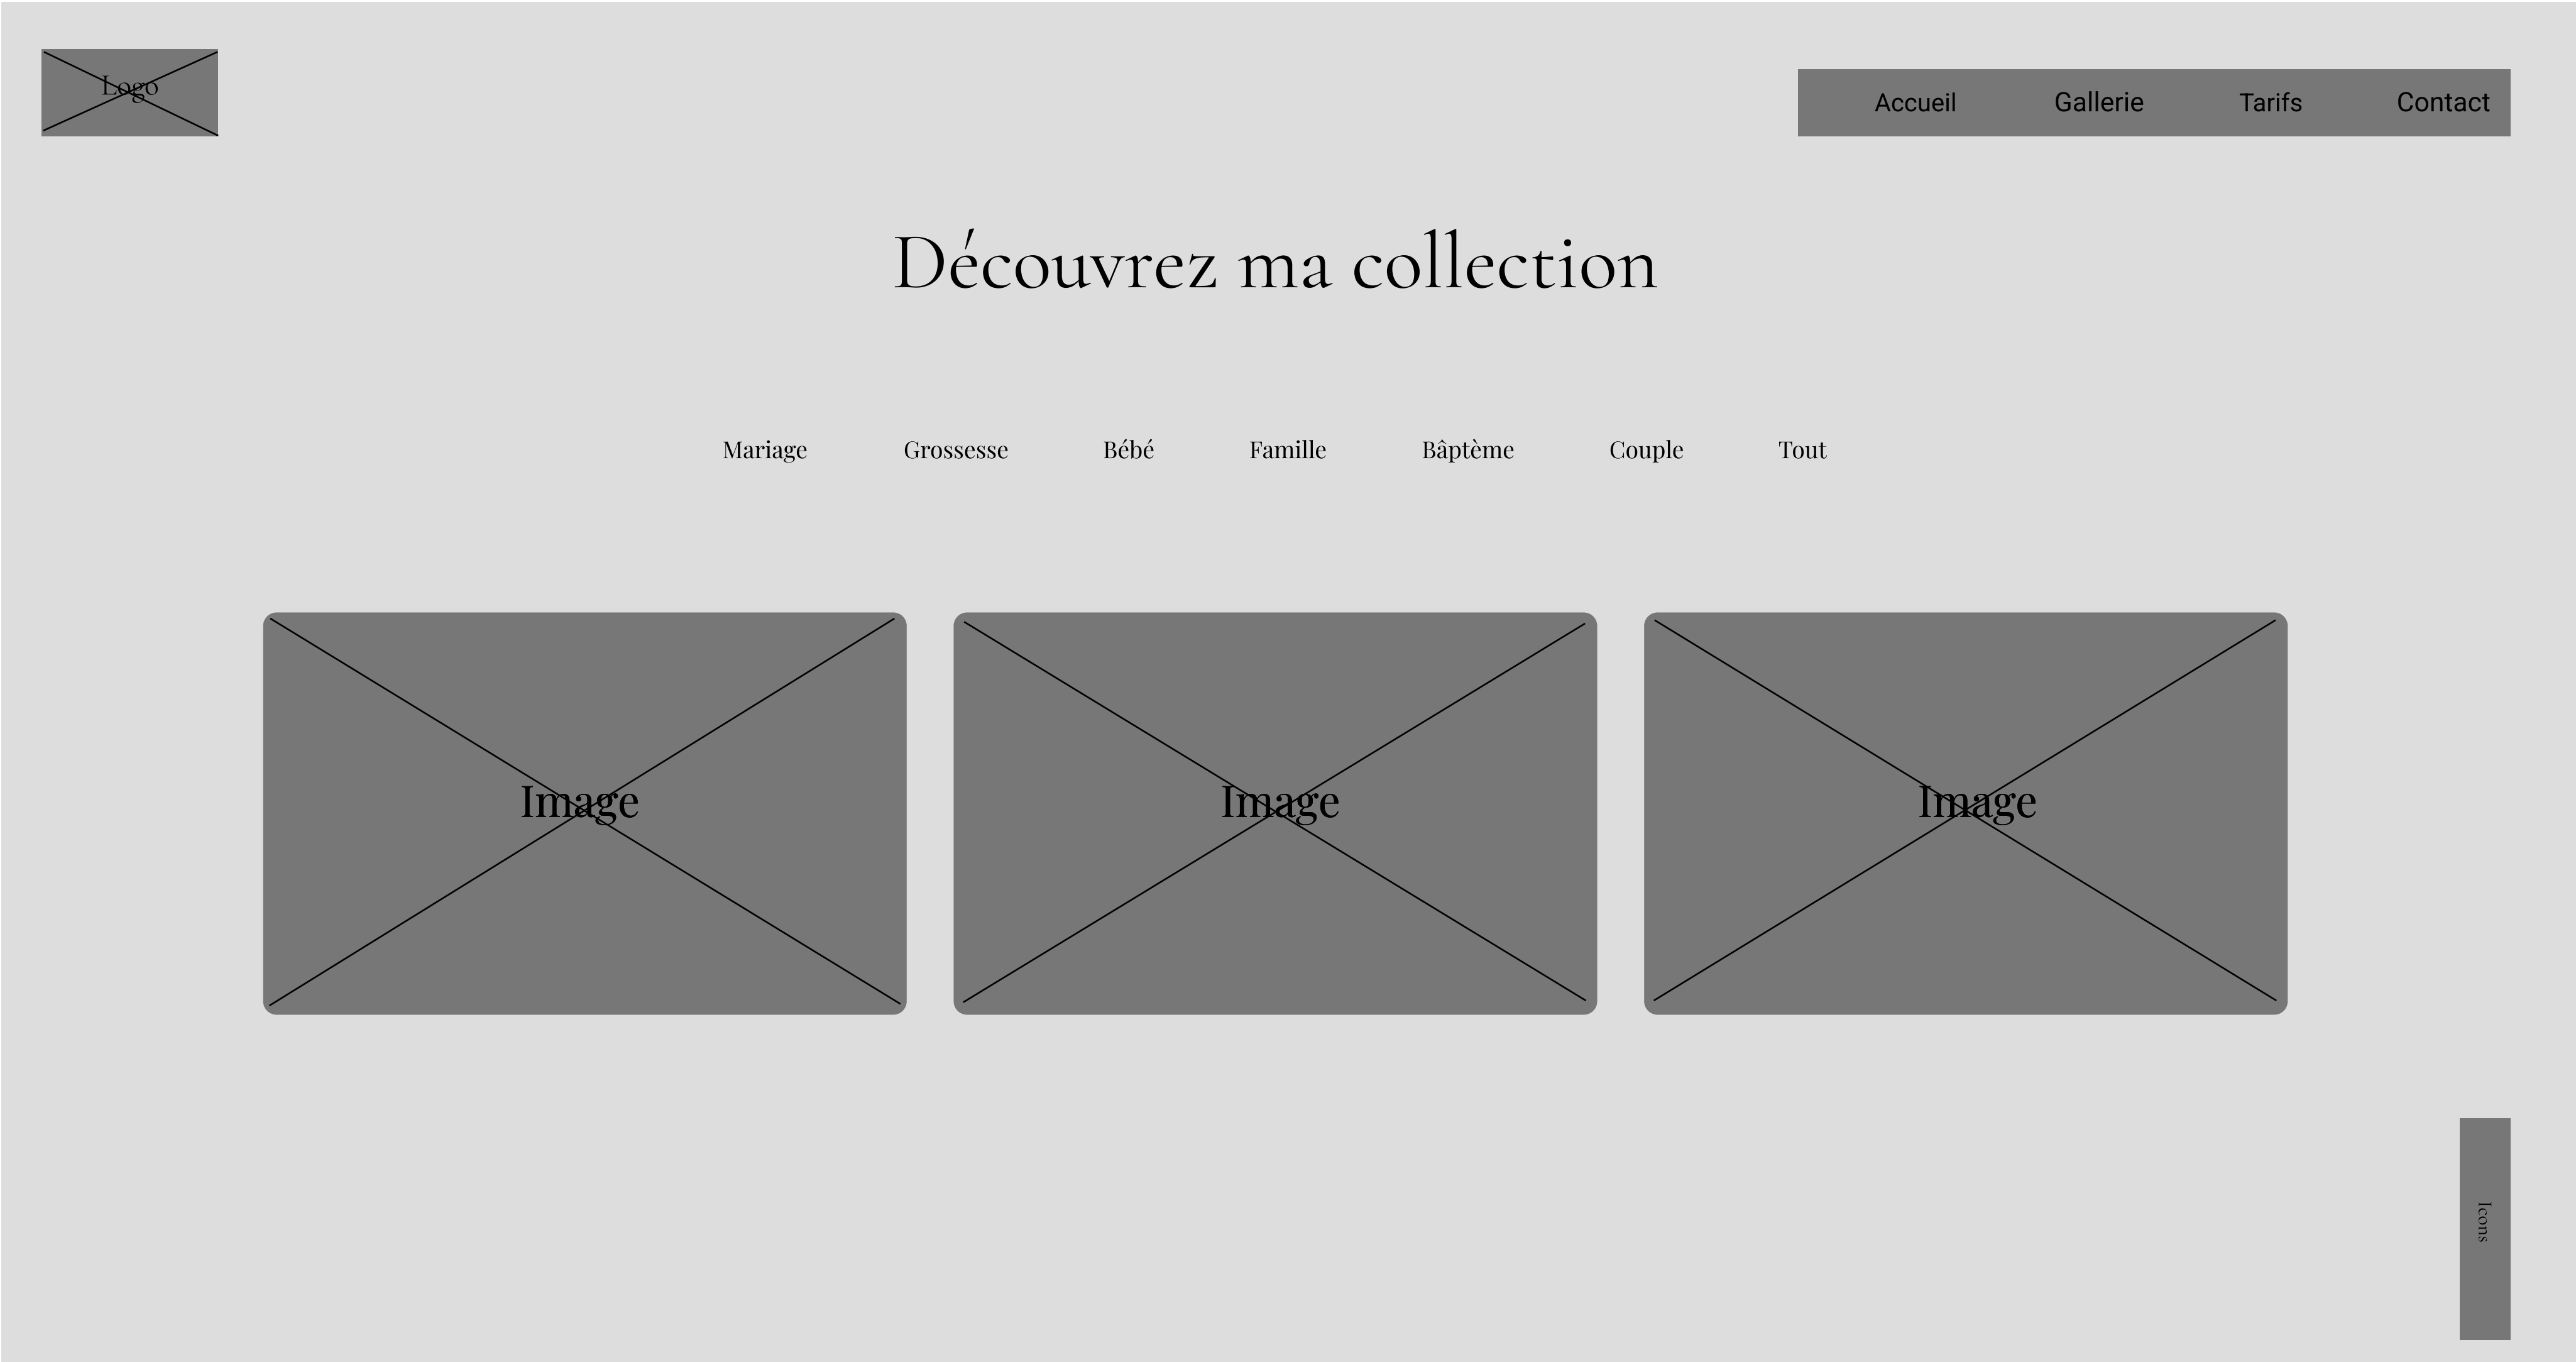 Logo
Accueil Gallerie Tarifs Contact
Découvrez ma collection
Mariage Grossesse Bébé Famille Bâptème Couple Tout
Image Image Image
Icons